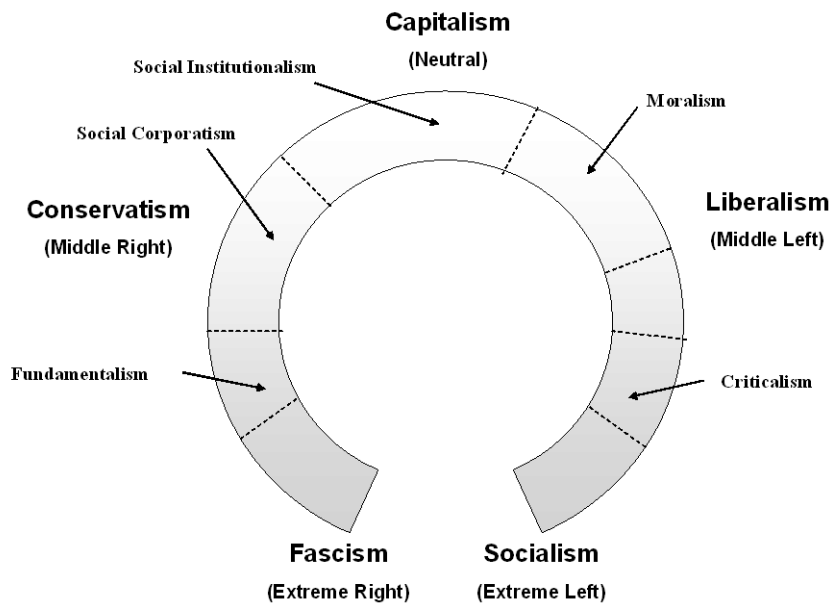 Capitalism
(Neutral)
Social Institutionalism
Moralism
Social Corporatism
Conservatism
(Middle Right)
Liberalism
(Middle Left)
Fundamentalism
Criticalism
Fascism
(Extreme Right)
Socialism
(Extreme Left)